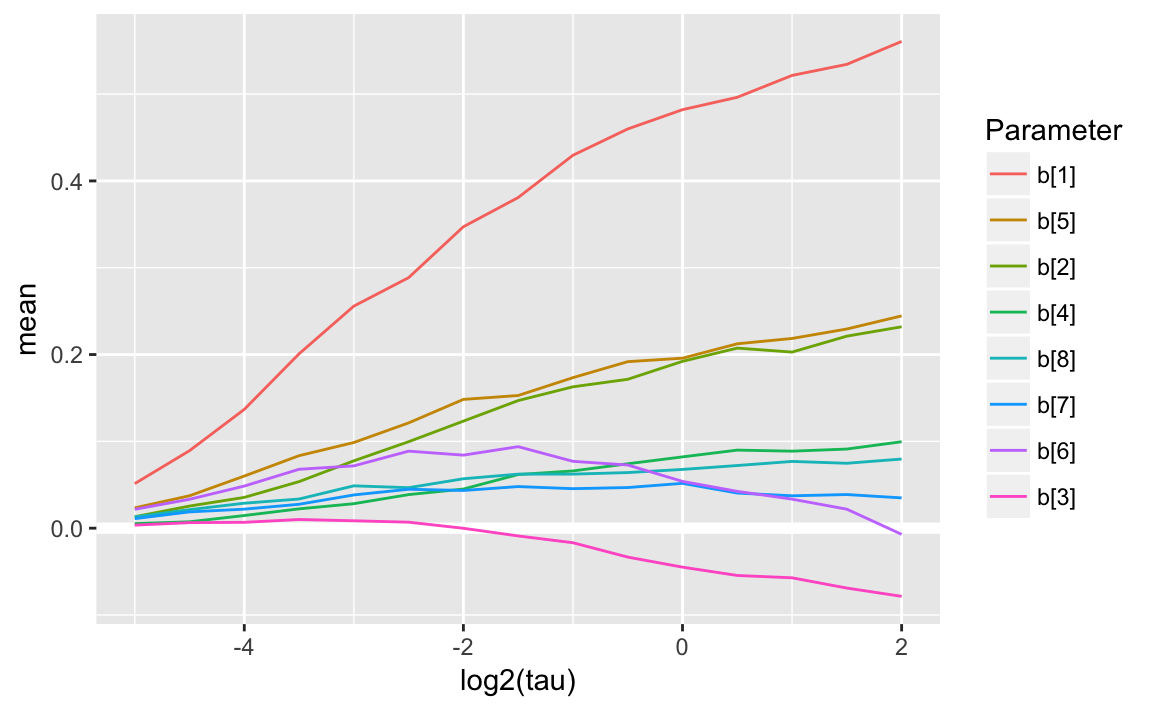 mean
0.4
0.2
0.0
-4
-2
0
2
log2(tau)
Parameter
b[1]
b[5]
b[2]
b[4]
b[8]
b[7]
b[6]
b[3]